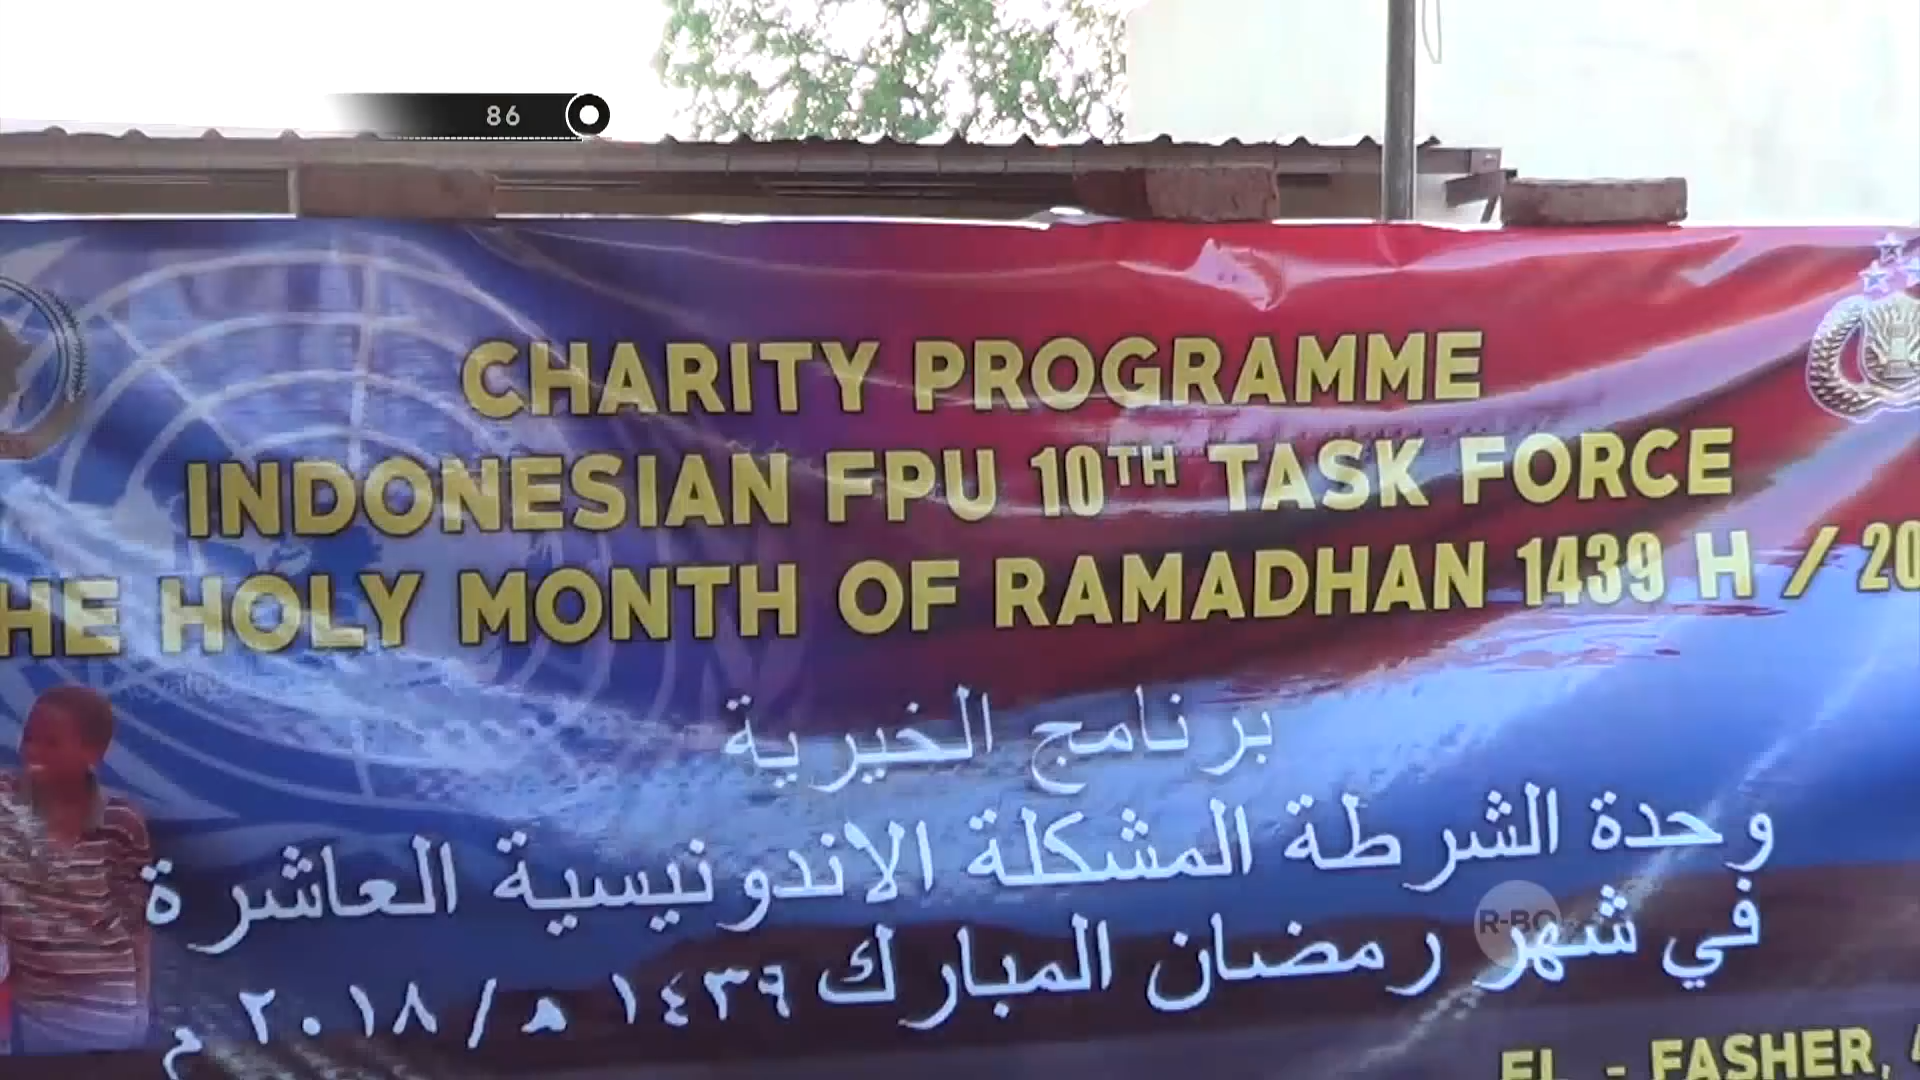 86
CHARITY PROGRAMME
INDONESIAN FPU 10TH TASK FORCE
HE HOLY MONTH OF RAMADHAN 1439 H / 20
برنامج الخيرية
وحدة الشرطة المشكلة الاندونيسية العاشرة
في شهر رمضان المبارك ١٤٣٩ ه / ٢٠١٨ م
R-BO
EL - FASHER,